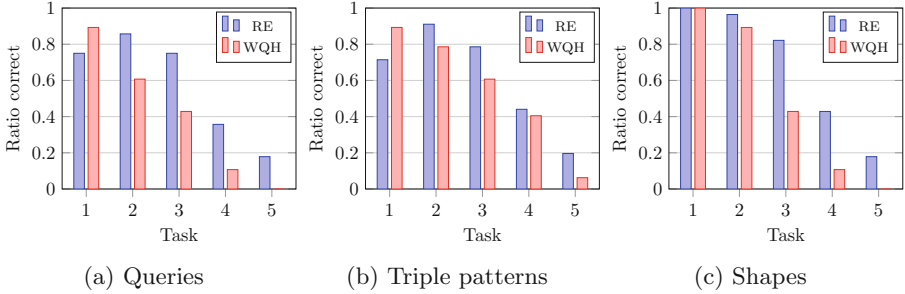 Ratio correct
1
0.8
0.6
0.4
0.2
0
RE
WQH
1 2 3 4 5
Task
(a) Queries
Ratio correct
1
0.8
0.6
0.4
0.2
0
RE
WQH
1 2 3 4 5
Task
(b) Triple patterns
Ratio correct
1
0.8
0.6
0.4
0.2
0
RE
WQH
1 2 3 4 5
Task
(c) Shapes